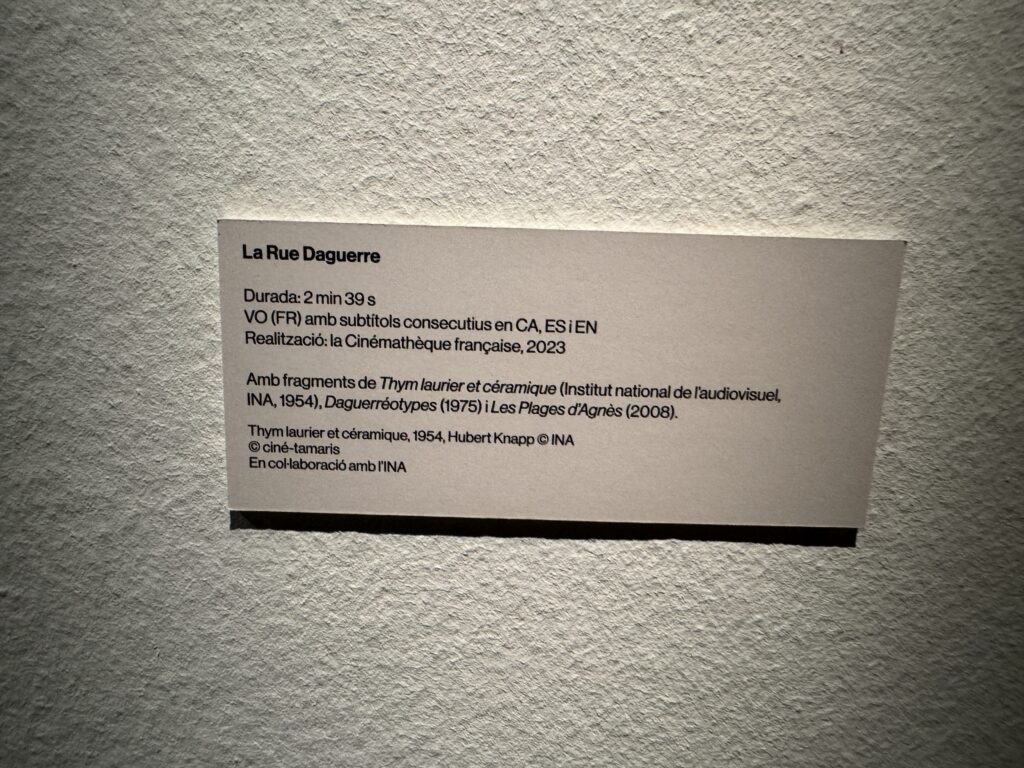 La Rue Daguerre
Durada: 2 min 39 s
VO (FR) amb subtítols consecutius en CA, ES i EN
Realització: la Cinémathèque française, 2023
Amb fragments de Thym laurier et céramique (Institut national de l'audiovisuel,
INA, 1954), Daguerréotypes (1975) i Les Plages d'Agnès (2008).
Thym laurier et céramique, 1954, Hubert Knapp © INA
© ciné-tamaris
En col·laboració amb l'INA